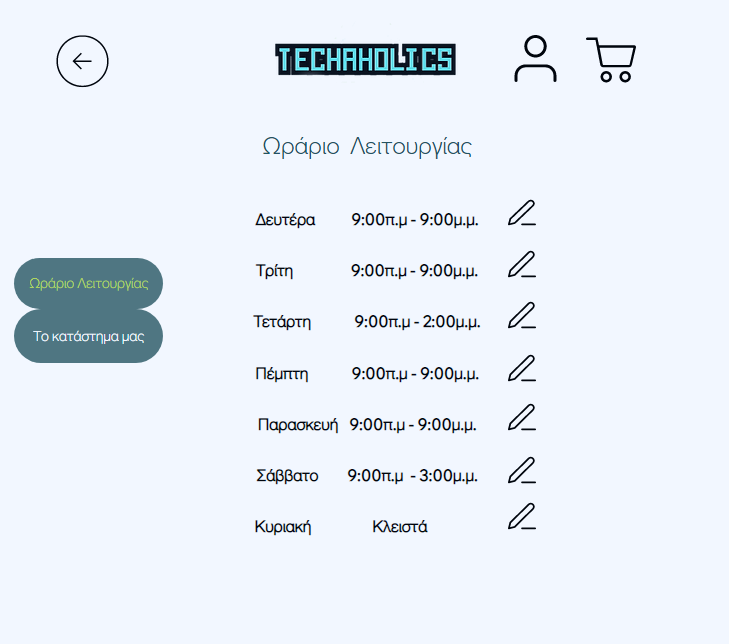 TECHAHOLICS
Ωράριο Λειτουργίας
Δευτέρα 9:00π.μ - 9:00μ.μ.
Τρίτη 9:00π.μ - 9:00μ.μ.
Ωράριο Λειτουργίας
Τετάρτη 9:00π.μ - 2:00μ.μ.
Το κατάστημα μας
Πέμπτη 9:00π.μ - 9:00μ.μ.
Παρασκευή 9:00π.μ - 9:00μ.μ.
Σάββατο 9:00π.μ - 3:00μ.μ.
Κυριακή Κλειστά